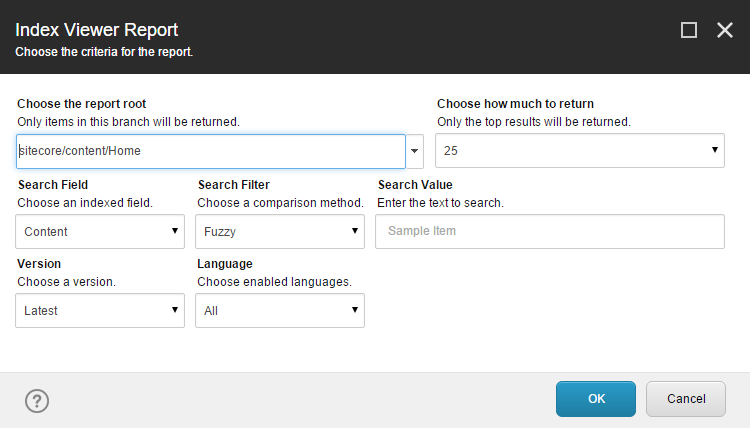 Index Viewer Report
Choose the criteria for the report.
Choose the report root
Only items in this branch will be returned.
sitecore/content/Home
Choose how much to return
Only the top results will be returned.
25
Search Field
Choose an indexed field.
Content
Search Filter
Choose a comparison method.
Fuzzy
Search Value
Enter the text to search.
Sample Item
Version
Choose a version.
Latest
Language
Choose enabled languages.
All
?
OK
Cancel